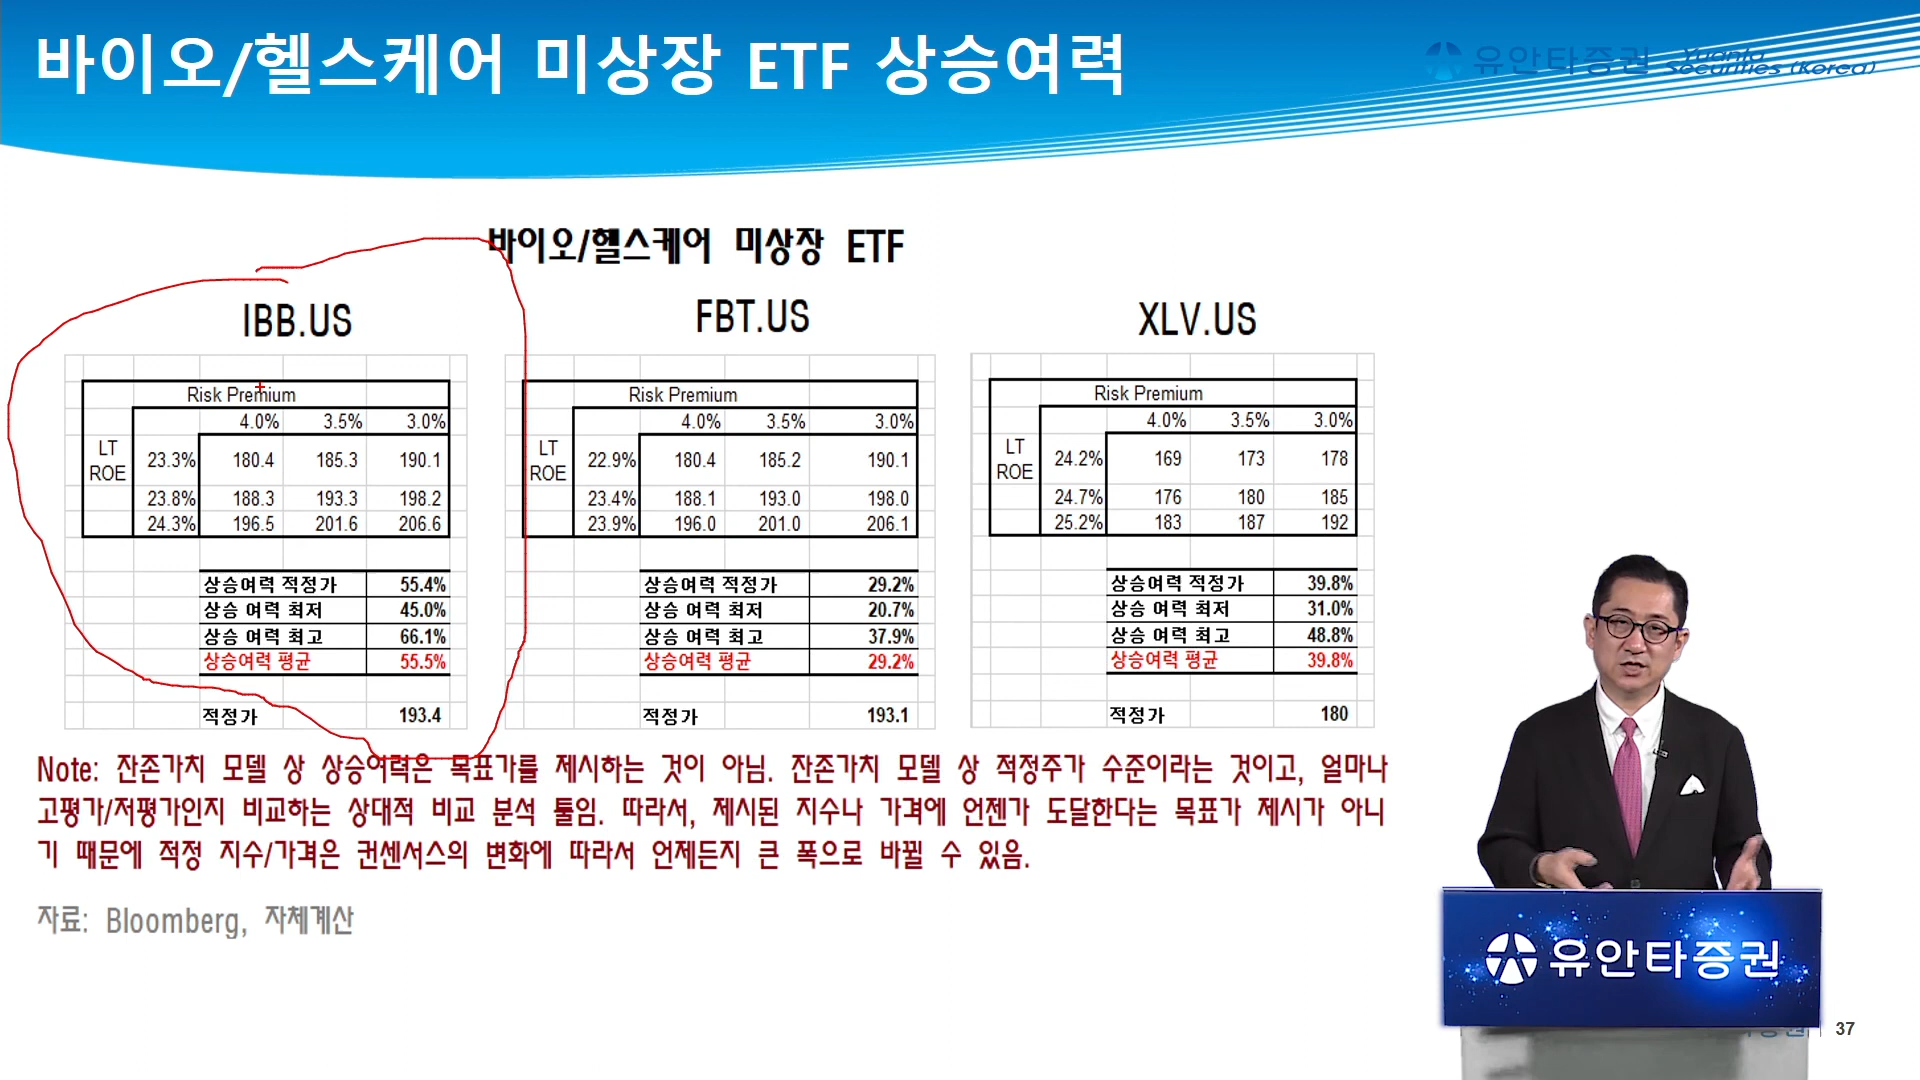 바이오/헬스케어 미상장 ETF 상승여력
유안타증권 Yuanta Securities (Korea)
바이오/헬스케어 미상장 ETF
IBB.US
Risk Premium
4.0% 3.5% 3.0%
LT ROE
23.3% 180.4 185.3 190.1
23.8% 188.3 193.3 198.2
24.3% 196.5 201.6 206.6
상승여력 적정가 55.4%
상승 여력 최저 45.0%
상승 여력 최고 66.1%
상승여력 평균 55.5%
적정가 193.4
FBT.US
Risk Premium
4.0% 3.5% 3.0%
LT ROE
22.9% 180.4 185.2 190.1
23.4% 188.1 193.0 198.0
23.9% 196.0 201.0 206.1
상승여력 적정가 29.2%
상승 여력 최저 20.7%
상승 여력 최고 37.9%
상승여력 평균 29.2%
적정가 193.1
XLV.US
Risk Premium
4.0% 3.5% 3.0%
LT ROE
24.2% 169 173 178
24.7% 176 180 185
25.2% 183 187 192
상승여력 적정가 39.8%
상승 여력 최저 31.0%
상승 여력 최고 48.8%
상승여력 평균 39.8%
적정가 180
Note: 잔존가치 모델 상 상승여력은 목표가를 제시하는 것이 아님. 잔존가치 모델 상 적정주가 수준이라는 것이고, 얼마나
고평가/저평가인지 비교하는 상대적 비교 분석 툴임. 따라서, 제시된 지수나 가격에 언젠가 도달한다는 목표가 제시가 아니
기 때문에 적정 지수/가격은 컨센서스의 변화에 따라서 언제든지 큰 폭으로 바뀔 수 있음.
자료: Bloomberg, 자체계산
유안타증권
37